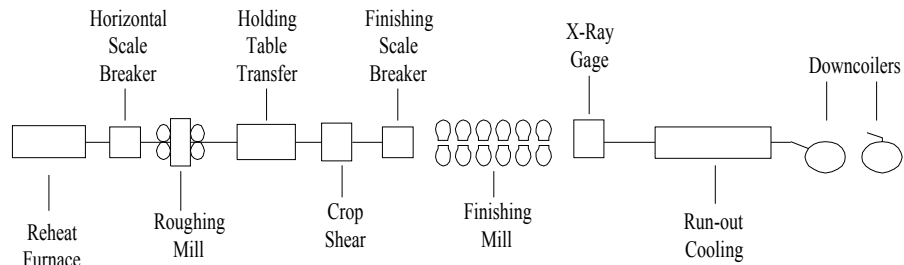 Horizontal
Scale
Breaker
Holding
Table
Transfer
Finishing
Scale
Breaker
X-Ray
Gage
Downcoilers
Reheat
Furnace
Roughing
Mill
Crop
Shear
Finishing
Mill
Run-out
Cooling